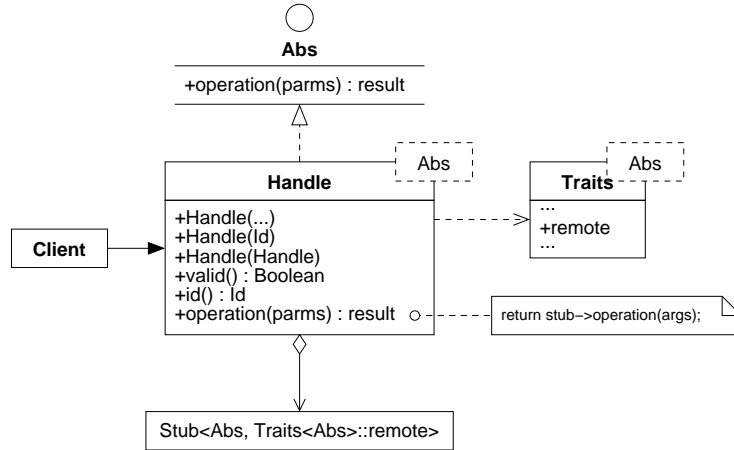 Abs
+operation(parms) : result
Abs
Abs
Handle
Traits
+Handle(...)
+Handle(Id)
+Handle(Handle)
+valid() : Boolean
+id() : Id
+operation(parms) : result
...
+remote
...
Client
return stub->operation(args);
Stub<Abs, Traits<Abs>::remote>